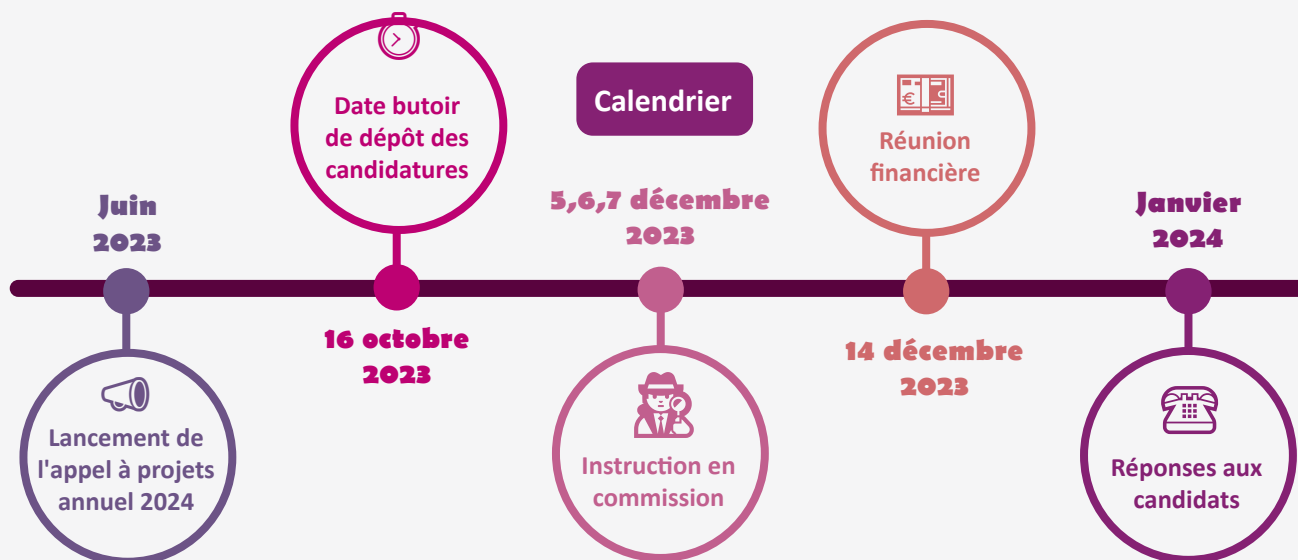 Calendrier
Juin
2023
Lancement de
l'appel à projets
annuel 2024
Date butoir
de dépôt des
candidatures
16 octobre
2023
5,6,7 décembre
2023
Instruction en
commission
€
Réunion
financière
14 décembre
2023
Janvier
2024
Réponses aux
candidats